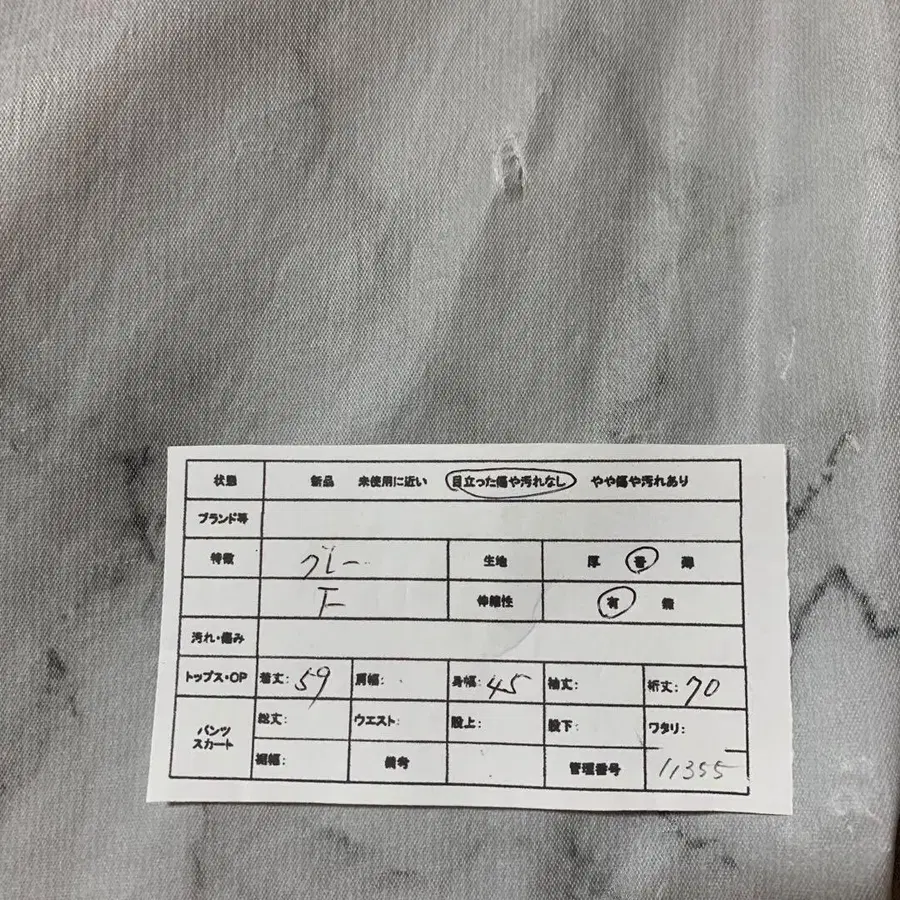 状態 新品 未使用に近い 目立った傷や汚れなし やや傷や汚れあり
ブランド等
特徴 グレー 生地 厚 普 薄
F 伸縮性 有 無
汚れ・傷み
トップス・OP 着丈: 59 肩幅: 身幅: 45 袖丈: 裄丈: 70
パンツ スカート 総丈: ウエスト: 股上: 股下: ワタリ:
裾幅: 備考 管理番号 11355